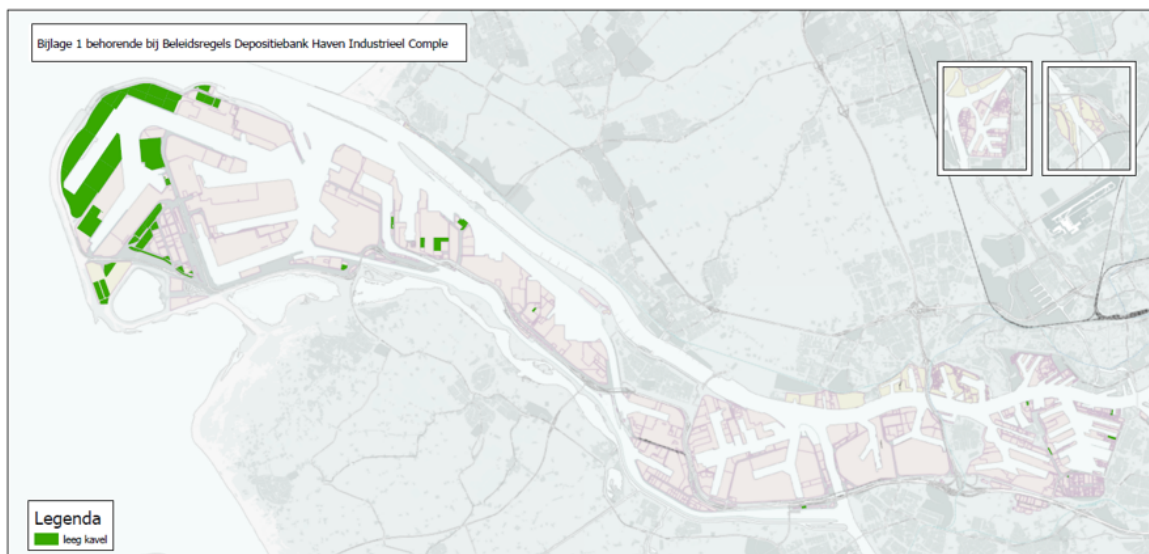 Bijlage 1 behorende bij Beleidsregels Depositiebank Haven Industrieel Comple
Legenda
leeg kavel